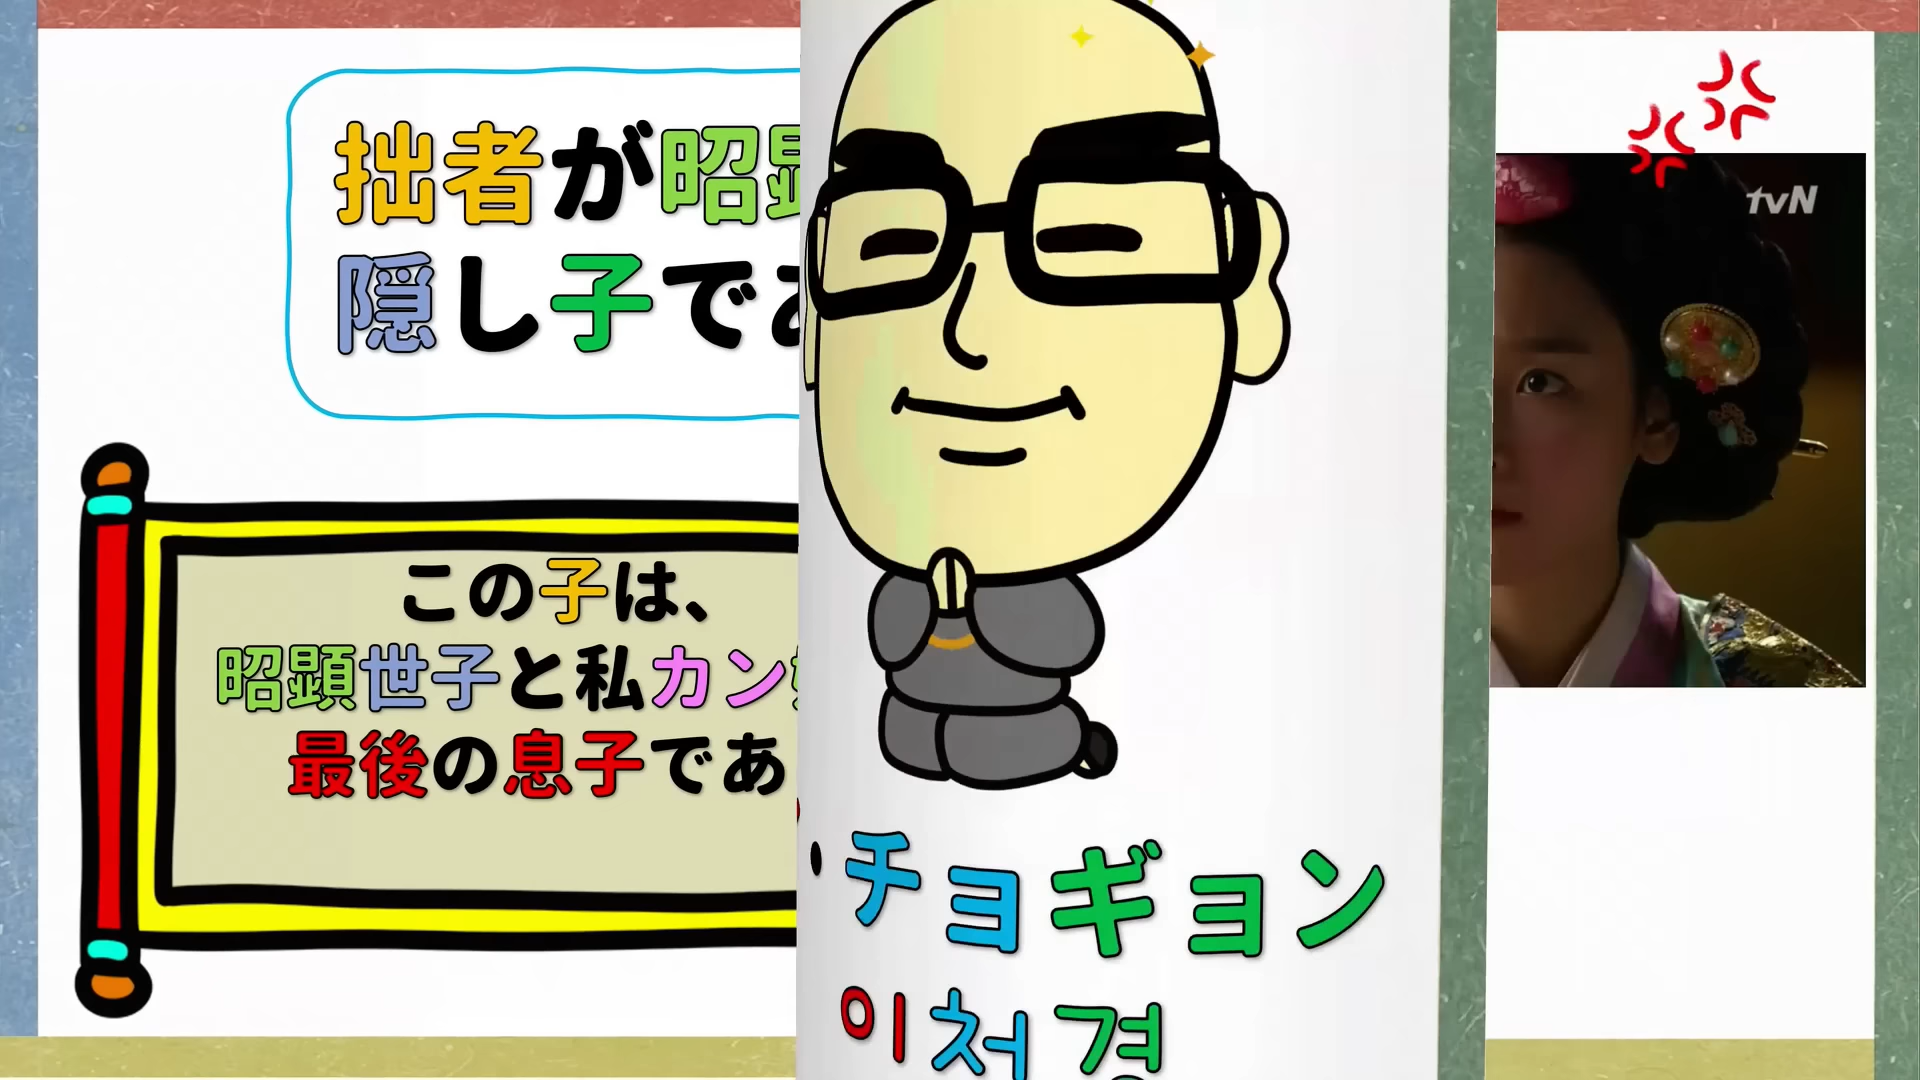 拙者が昭顕
隠し子であ
この子は、
昭顕世子と私カン
最後の息子であ
・チョギョン
이처경
tvN